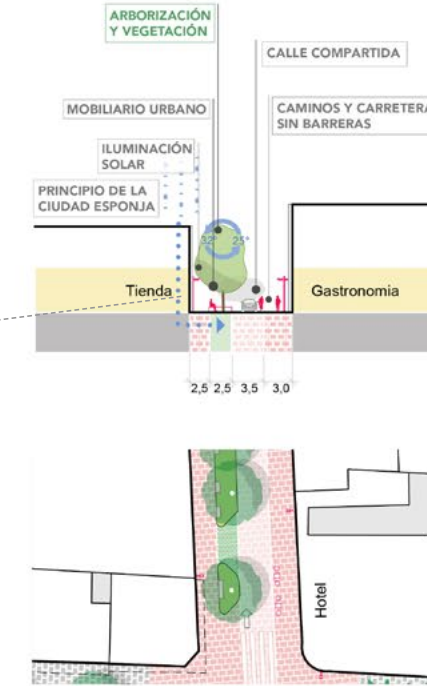 ARBORIZACIÓN
Y VEGETACIÓN
CALLE COMPARTIDA
MOBILIARIO URBANO
CAMINOS Y CARRETERA
SIN BARRERAS
ILUMINACIÓN
SOLAR
PRINCIPIO DE LA
CIUDAD ESPONJA
32° 25°
Tienda
Gastronomia
2,5 2,5 3,5 3,0
Hotel